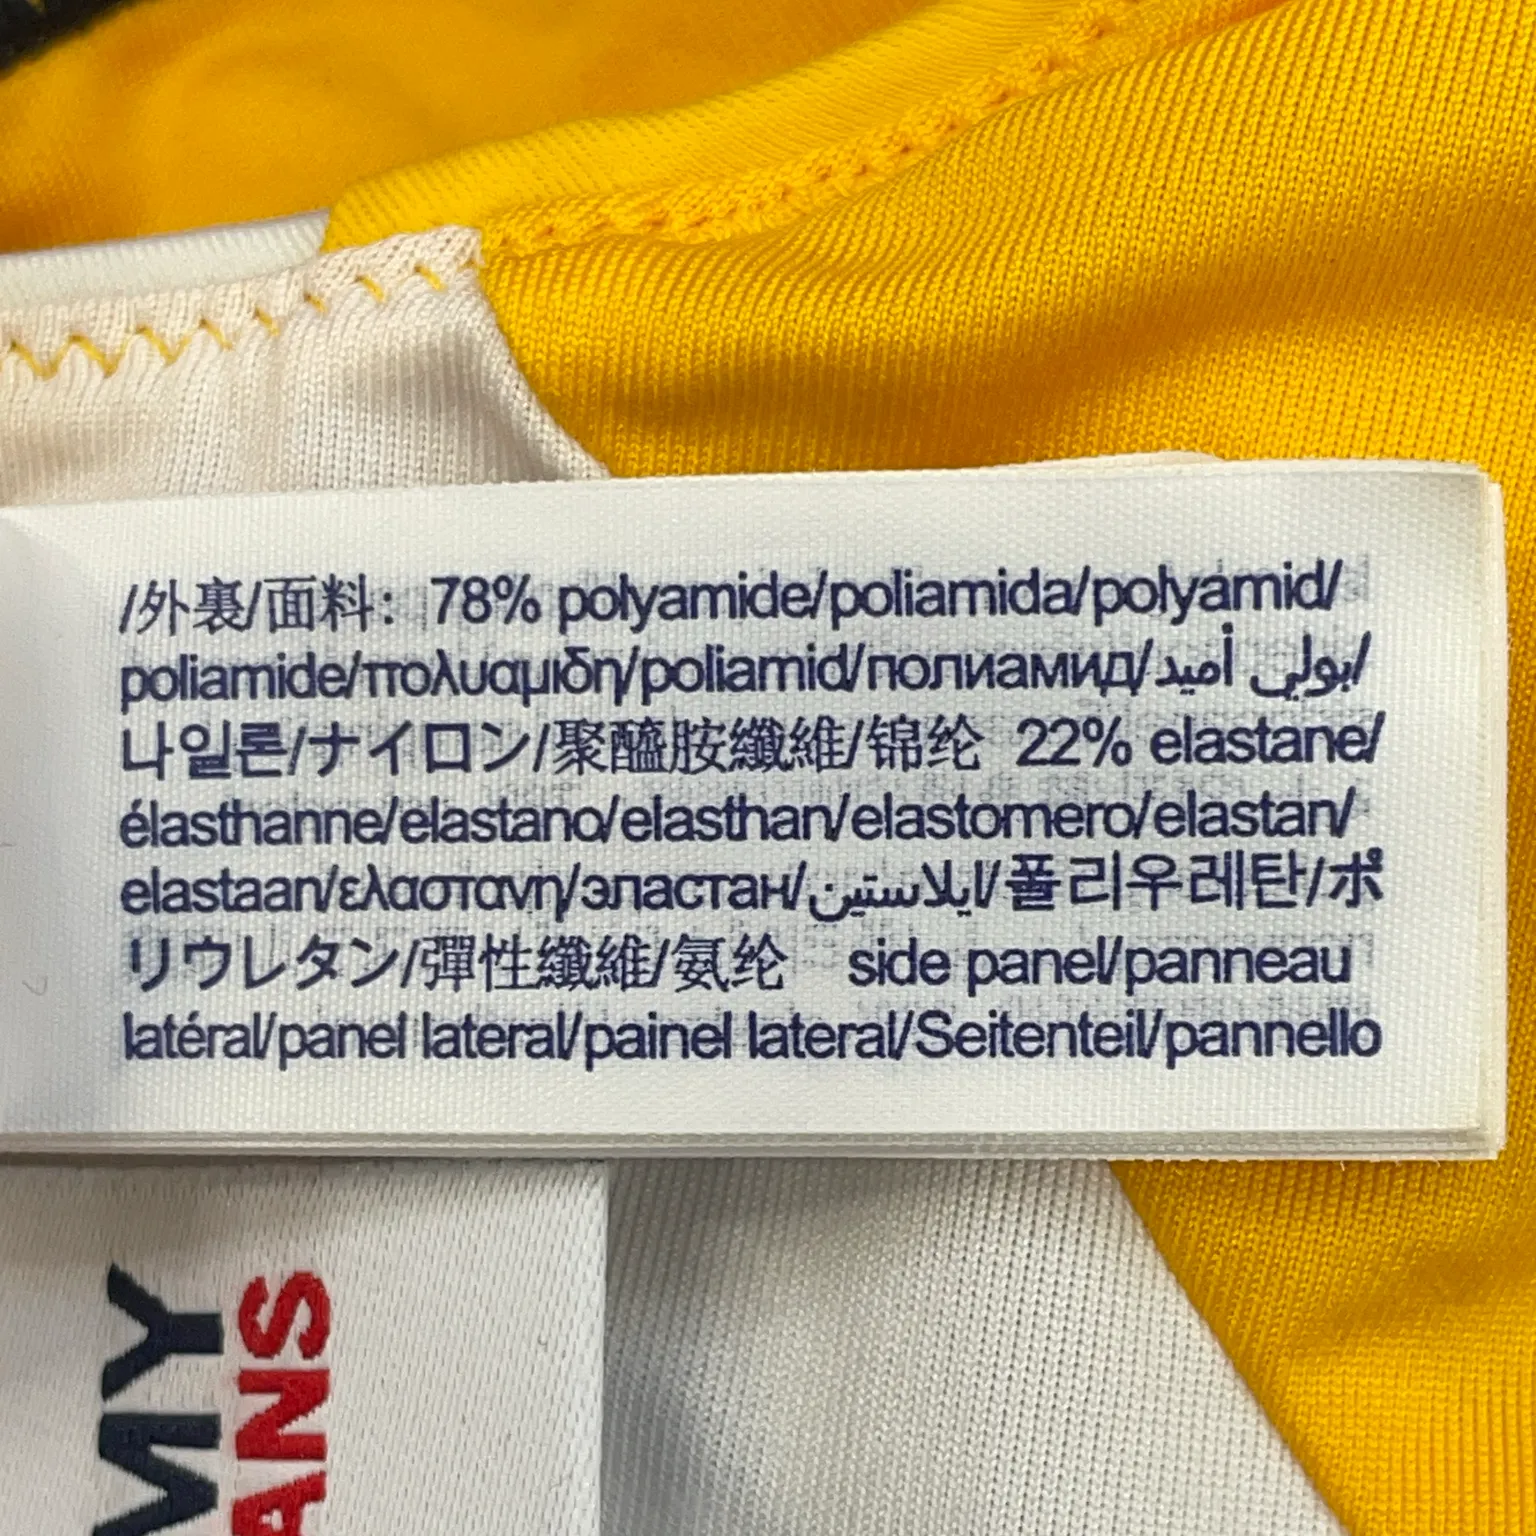 /外裏/面料: 78% polyamide/poliamida/polyamid/
poliamide/πολυαμιδη/poliamid/полиамид/بولي أميد/
나일론/ナイロン/聚醯胺纖維/锦纶 22% elastane/
élasthanne/elastano/elasthan/elastomero/elastan/
elastaan/ελαστανη/эластан/ايلاستين/폴리우레탄/ポ
リウレタン/彈性纖維/氨纶 side panel/panneau
latéral/panel lateral/painel lateral/Seitenteil/pannello
MY
ANS